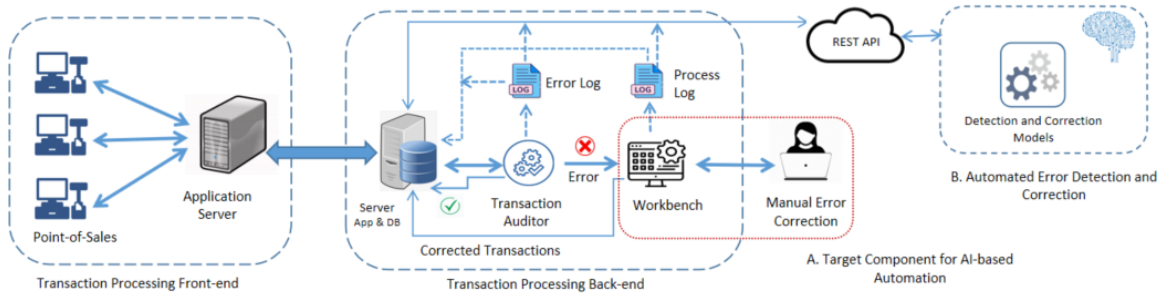 Point-of-Sales
Application
Server
Transaction Processing Front-end
Server
App & DB
LOG
Error Log
LOG
Process
Log
Transaction
Auditor
Error
Workbench
Manual Error
Correction
Corrected Transactions
Transaction Processing Back-end
REST API
Detection and Correction
Models
B. Automated Error Detection and
Correction
A. Target Component for AI-based
Automation